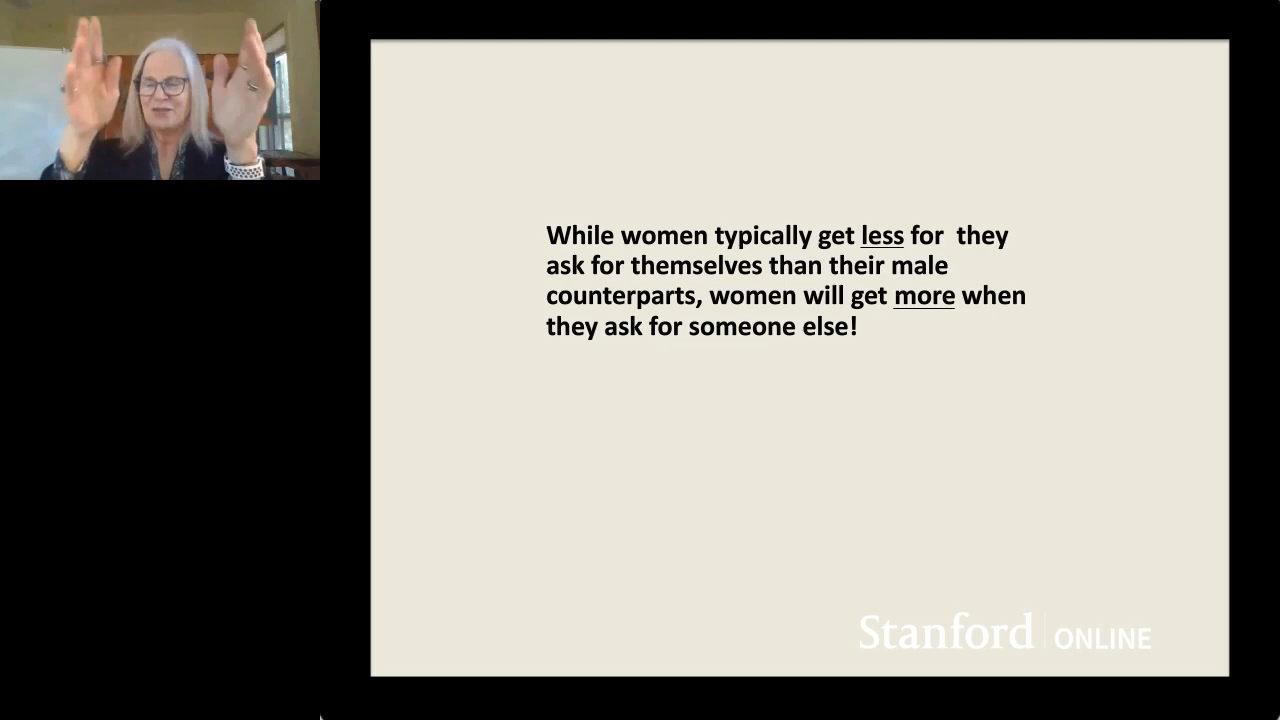 While women typically get less for  they
ask for themselves than their male
counterparts, women will get more when
they ask for someone else!
Stanford ONLINE